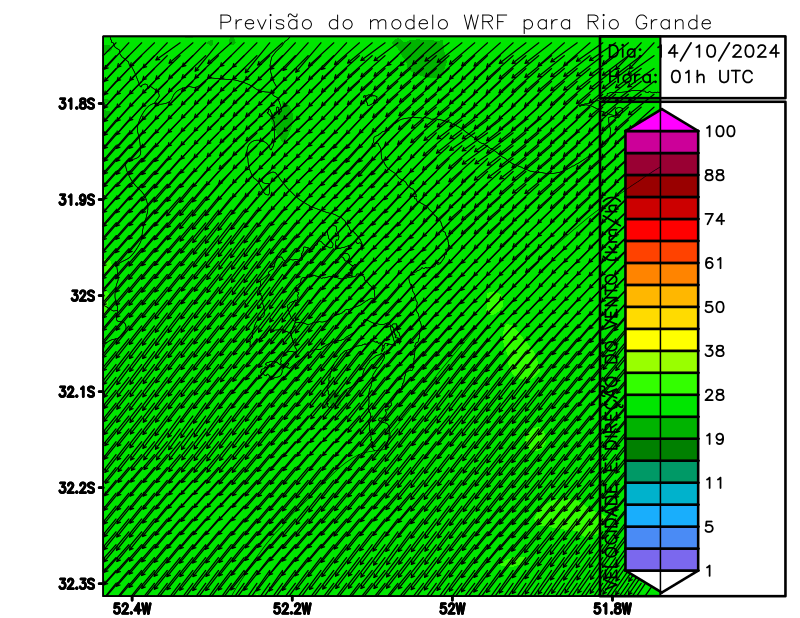 Previsão do modelo WRF para Rio Grande
Dia: 14/10/2024
Hora: 01h UTC
31.8S
31.9S
32S
32.1S
32.2S
32.3S
52.4W
52.2W
52W
51.8W
VELOCIDADE E DIREÇÃO DO VENTO (km/h)
100
88
74
61
50
38
28
19
11
5
1